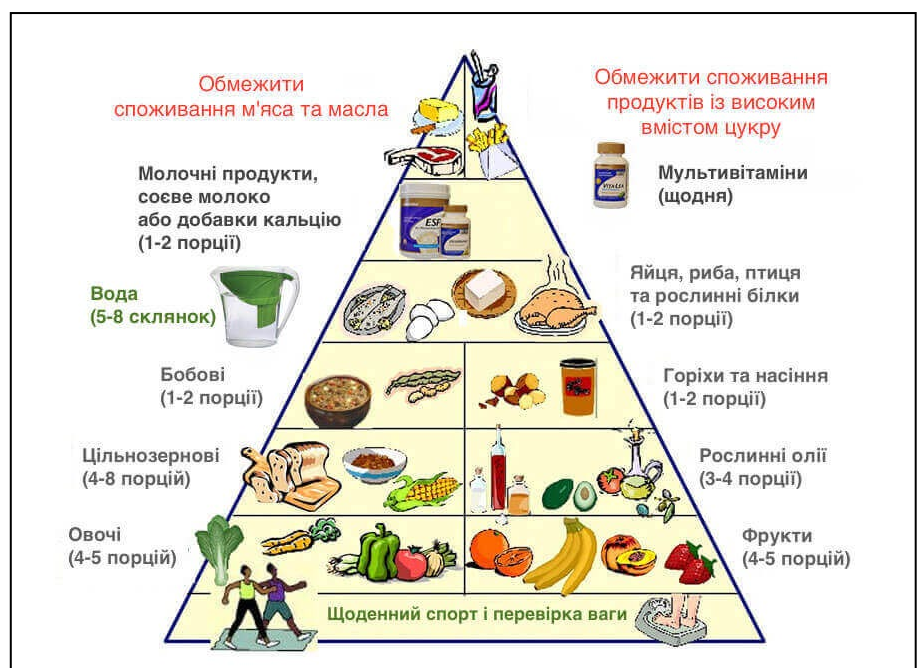 Обмежити
споживання м'яса та масла
Обмежити споживання
продуктів із високим
вмістом цукру
Молочні продукти,
соєве молоко
або добавки кальцію
(1-2 порції)
Мультивітаміни
(щодня)
Вода
(5-8 склянок)
Яйця, риба, птиця
та рослинні білки
(1-2 порції)
Бобові
(1-2 порції)
Горіхи та насіння
(1-2 порції)
Цільнозернові
(4-8 порцій)
Рослинні олії
(3-4 порції)
Овочі
(4-5 порцій)
Фрукти
(4-5 порцій)
Щоденний спорт і перевірка ваги